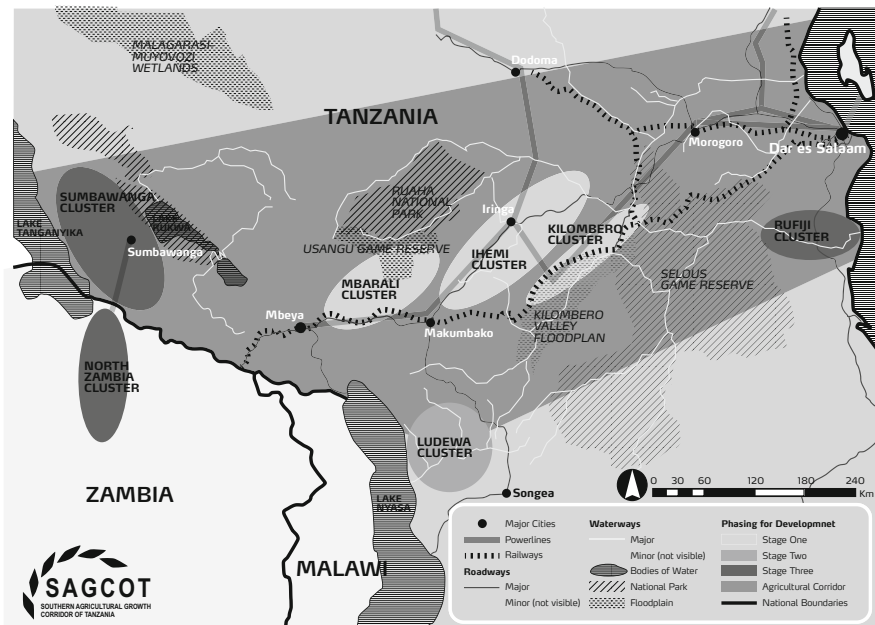 MALAGARASI-
MUYOVOZI
WETLANDS
Dodoma
TANZANIA
Morogoro
Dar es Salaam
SUMBAWANGA
CLUSTER
LAKE
RUKWA
LAKE
TANGANYIKA
Sumbawanga
RUAHA
NATIONAL
PARK
USANGU GAME RESERVE
Iringa
IHEMI
CLUSTER
KILOMBERO
CLUSTER
RUFIJI
CLUSTER
SELOUS
GAME RESERVE
MBARALI
CLUSTER
Mbeya
Makumbako
KILOMBERO
VALLEY
FLOODPLAN
NORTH
ZAMBIA
CLUSTER
LUDEWA
CLUSTER
ZAMBIA
LAKE
NYASA
Songea
MALAWI
0 30 60 120 180 240
Km
SAGCOT
SOUTHERN AGRICULTURAL GROWTH
CORRIDOR OF TANZANIA
Major Cities
Powerlines
Railways
Roadways
Major
Minor (not visible)
Waterways
Major
Minor (not visible)
Bodies of Water
National Park
Floodplain
Phasing for Developmnet
Stage One
Stage Two
Stage Three
Agricultural Corridor
National Boundaries